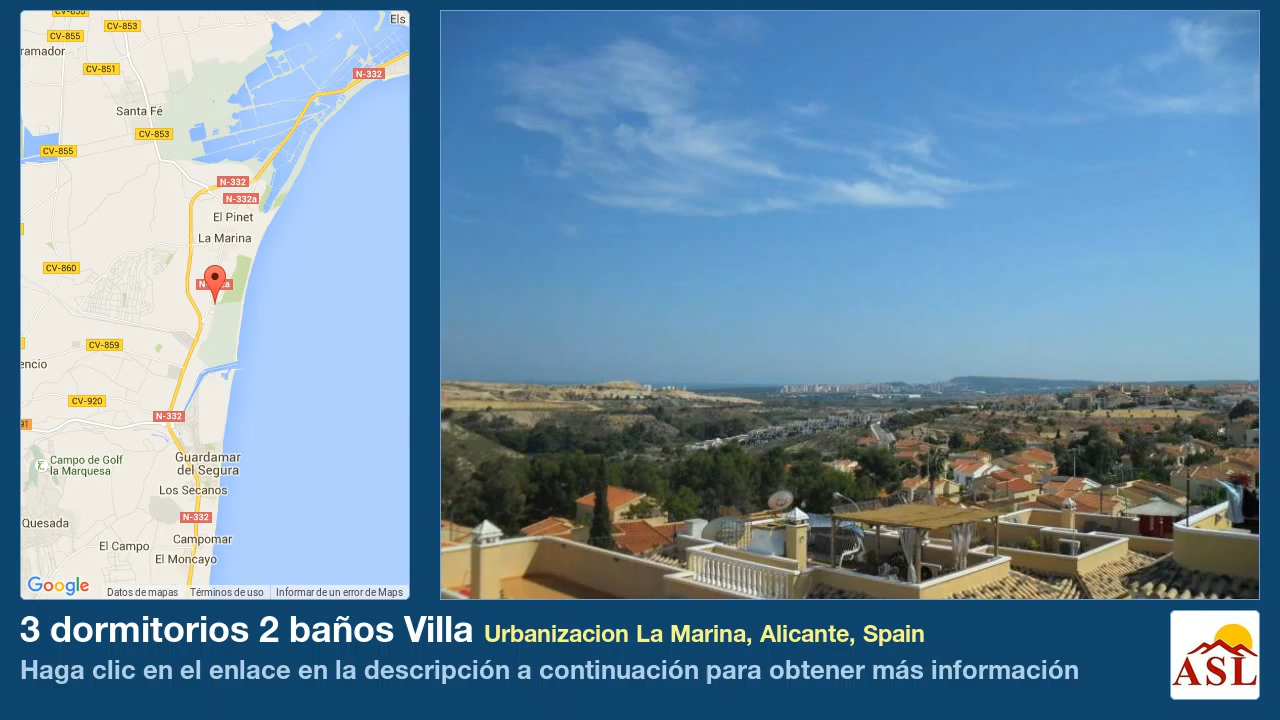 CV-853
Els
CV-855
ramador
CV-851
N-332
Santa Fé
CV-853
CV-855
N-332
N-332a
El Pinet
La Marina
CV-860
CV-859
encio
CV-920
N-332
91
Campo de Golf
la Marquesa
Guardamar
del Segura
Los Secanos
Quesada
N-332
Campomar
El Campo
El Moncayo
Google
Datos de mapas
Términos de uso
Informar de un error de Maps
3 dormitorios 2 baños Villa Urbanizacion La Marina, Alicante, Spain
Haga clic en el enlace en la descripción a continuación para obtener más información
ASL